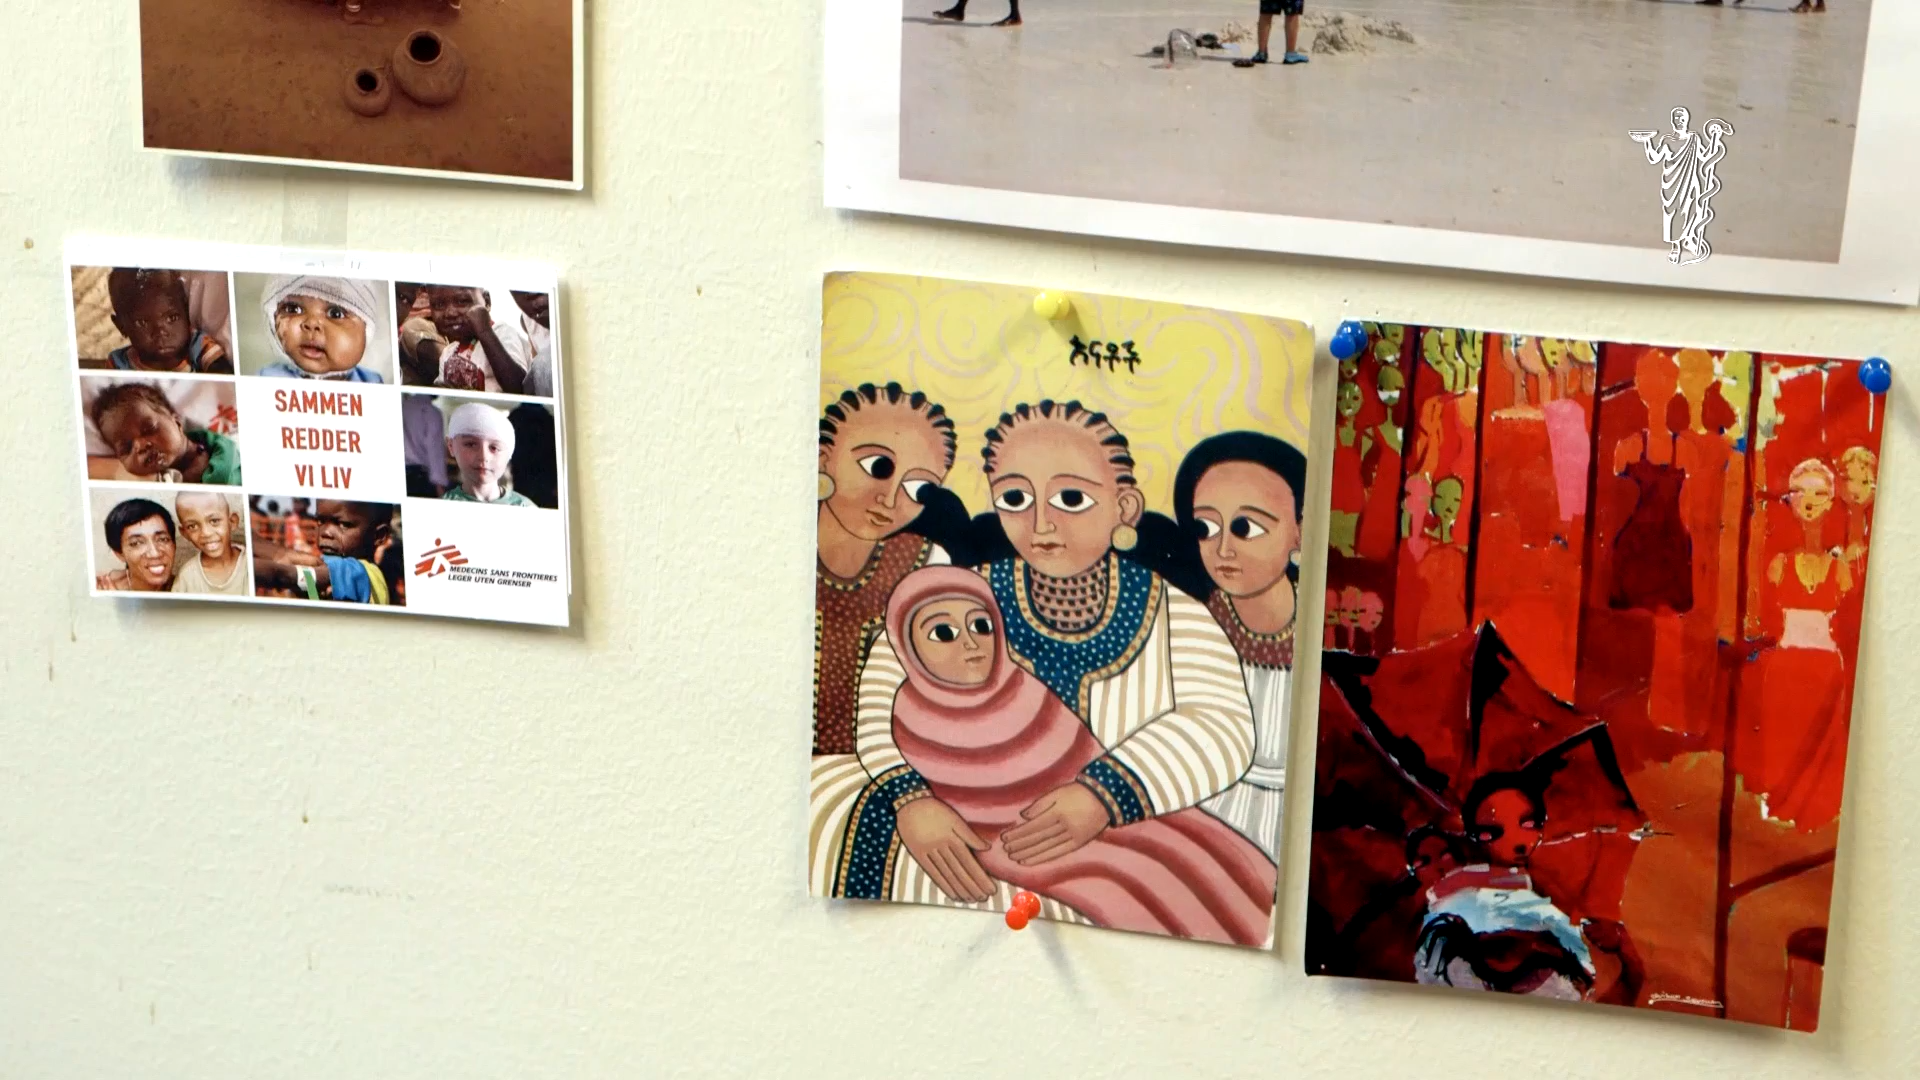 SAMMEN
REDDER
VI LIV
MEDECINS SANS FRONTIERES
LEGER UTEN GRENSER
እናቶች